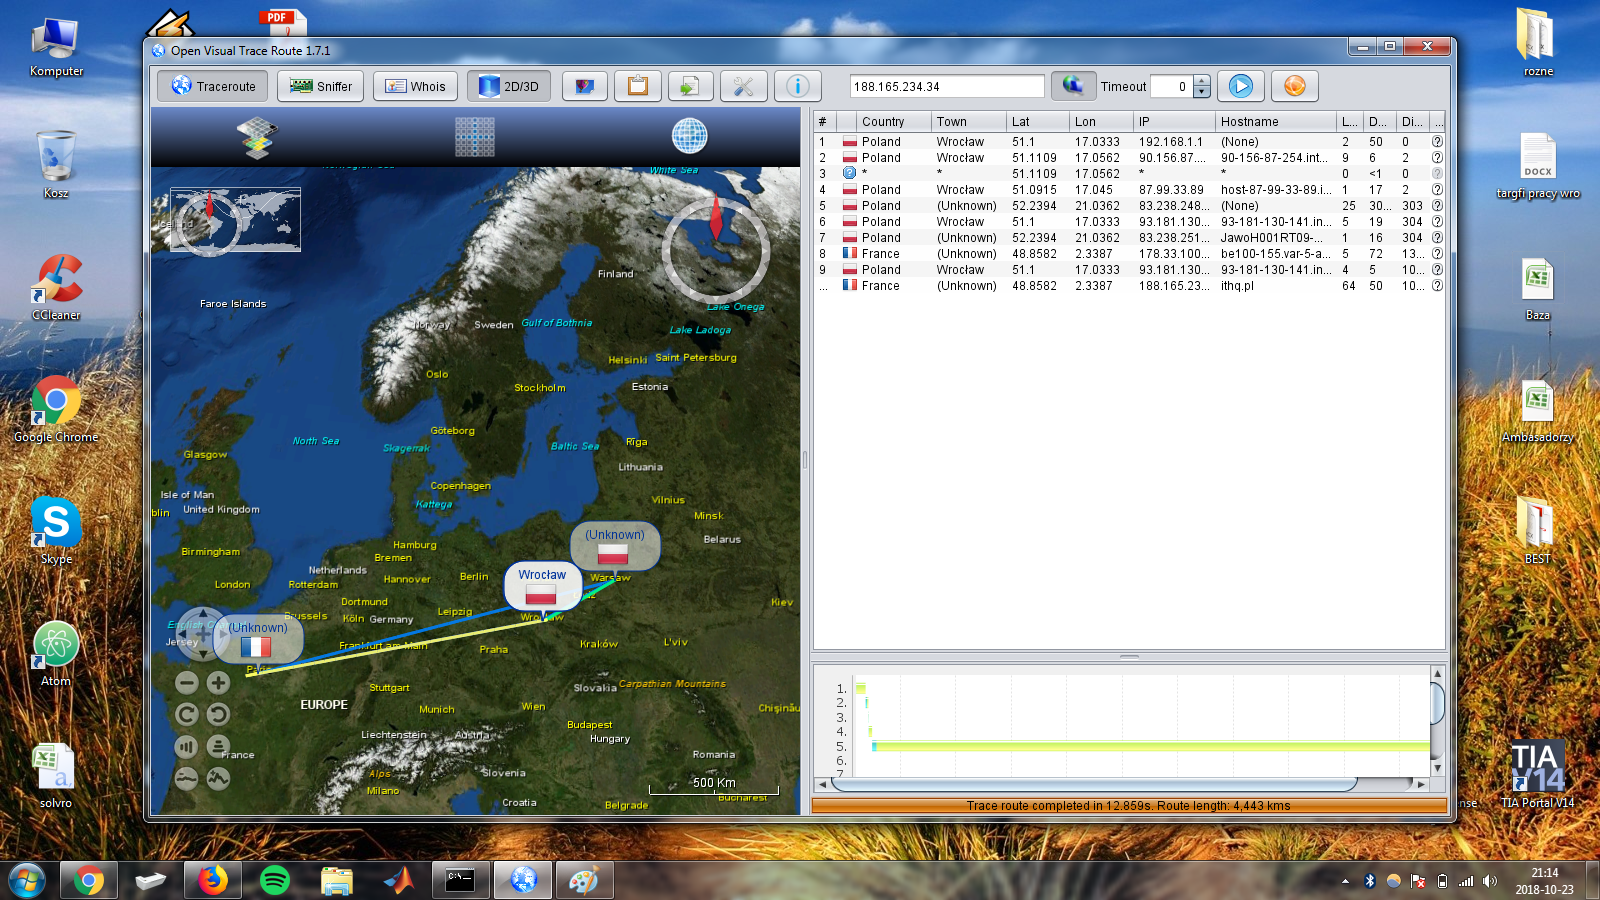 PDF
Komputer
Kosz
CCleaner
Google Chrome
Skype
Atom
solvro
a
Open Visual Trace Route 1.7.1
Traceroute
Sniffer
Whois
2D/3D
188.165.234.34
Timeout
0
White Sea
Iceland
Finland
Faroe Islands
Lake Onega
Norway
Sweden
Gulf of Bothnia
Lake Ladoga
Helsinki
Saint Petersburg
Oslo
Stockholm
Estonia
Göteborg
North Sea
Skagerrak
Baltic Sea
Rīga
Glasgow
Lithuania
Copenhagen
Isle of Man
Kattega
Vilnius
United Kingdom
blin
Minsk
(Unknown)
Belarus
Birmingham
Hamburg
Bremen
Netherlands
Hannover
Berlin
Wrocław
Warsaw
London
Rotterdam
Dortmund
Kiev
Brussels
Leipzig
English
Köln
Germany
Wrocław
(Unknown)
Jersey
Frankfurt am Main
Praha
Kraków
L'viv
Paris
Stuttgart
Slovakia
Carpathian Mountains
EUROPE
Munich
Wien
Chişinău
Budapest
Liechtenstein
Austria
Hungary
France
Romania
Alps
Slovenia
Milano
500 Km
Croatia
Belgrade
Bucharest
# Country Town Lat Lon IP Hostname L... D... Di... ...
1 Poland Wrocław 51.1 17.0333 192.168.1.1 (None) 2 50 0
2 Poland Wrocław 51.1109 17.0562 90.156.87.... 90-156-87-254.int... 9 6 2
3 * * 51.1109 17.0562 * * 0 <1 0
4 Poland Wrocław 51.0915 17.045 87.99.33.89 host-87-99-33-89.i... 1 17 2
5 Poland (Unknown) 52.2394 21.0362 83.238.248... (None) 25 30... 303
6 Poland Wrocław 51.1 17.0333 93.181.130... 93-181-130-141.in... 5 19 304
7 Poland (Unknown) 52.2394 21.0362 83.238.251... JawoH001RT09-... 1 16 304
8 France (Unknown) 48.8582 2.3387 178.33.100... be100-155.var-5-a... 5 72 13...
9 Poland Wrocław 51.1 17.0333 93.181.130... 93-181-130-141.in... 4 5 10...
... France (Unknown) 48.8582 2.3387 188.165.23... ithq.pl 64 50 10...
1.
2.
3.
4.
5.
6.
7
Trace route completed in 12.859s. Route length: 4,443 kms
rozne
DOCX
targfi pracy wro
Baza
Ambasadorzy
BEST
TIA
V14
TIA Portal V14
ense
21:14
2018-10-23